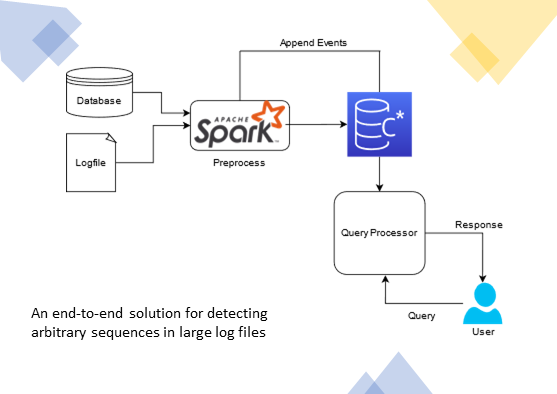 Append Events
Database
APACHE
Spark
TM
C*
Logfile
Preprocess
Query Processor
Response
Query
User
An end-to-end solution for detecting
arbitrary sequences in large log files